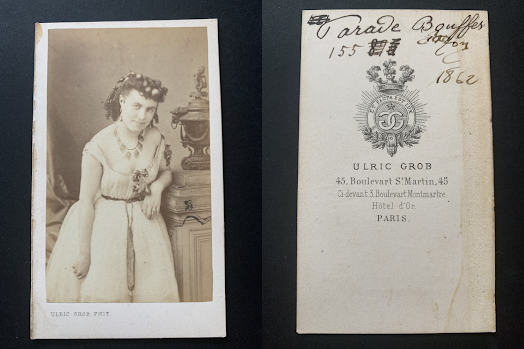 ULRIC GROB PHOT.
Parade Bouffes
155
1862
ULRIC GROB
45, Boulevart St. Martin, 45
Ci-devant 3, Boulevart Montmartre
Hôtel d'Or.
PARIS.